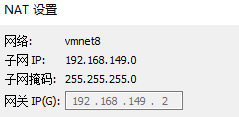 NAT 设置
网络: vmnet8
子网 IP: 192.168.149.0
子网掩码: 255.255.255.0
网关 IP(G): 192 .168 .149 . 2